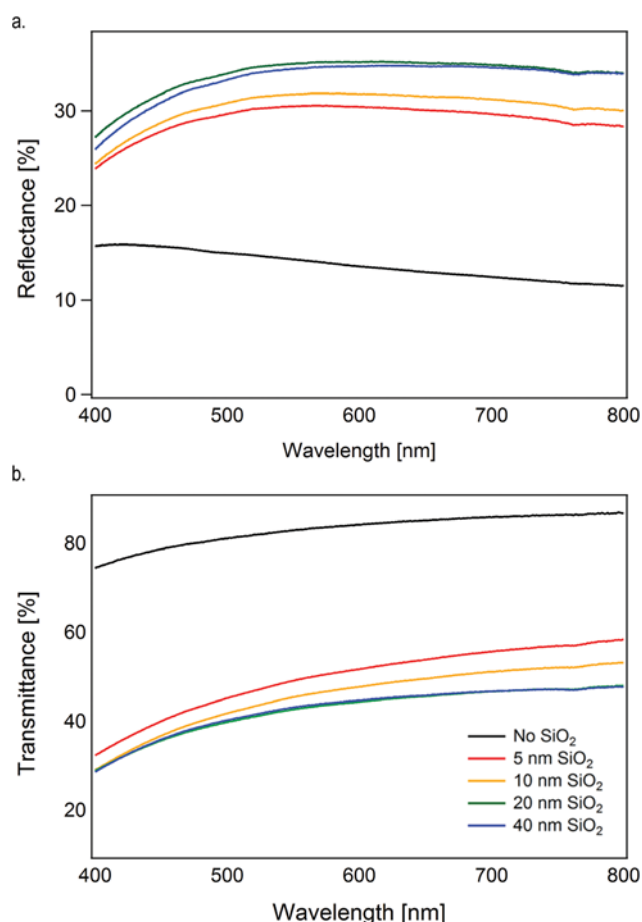 a.
Reflectance [%]
30
20
10
0
400 500 600 700 800
Wavelength [nm]
b.
Transmittance [%]
80
60
40
20
No SiO₂
5 nm SiO₂
10 nm SiO₂
20 nm SiO₂
40 nm SiO₂
400 500 600 700 800
Wavelength [nm]